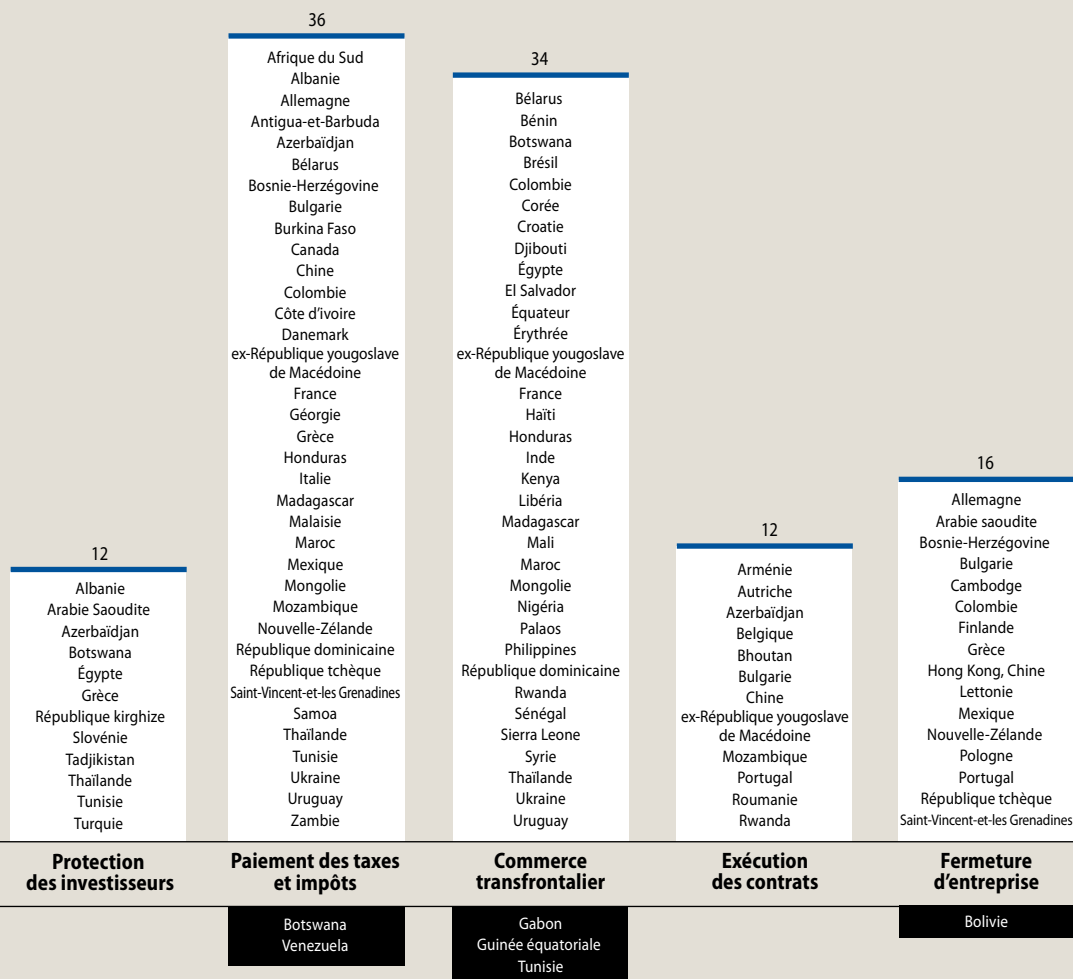 12
Albanie
Arabie Saoudite
Azerbaïdjan
Botswana
Égypte
Grèce
République kirghize
Slovénie
Tadjikistan
Thaïlande
Tunisie
Turquie
Protection
des investisseurs
36
Afrique du Sud
Albanie
Allemagne
Antigua-et-Barbuda
Azerbaïdjan
Bélarus
Bosnie-Herzégovine
Bulgarie
Burkina Faso
Canada
Chine
Colombie
Côte d'ivoire
Danemark
ex-République yougoslave
de Macédoine
France
Géorgie
Grèce
Honduras
Italie
Madagascar
Malaisie
Maroc
Mexique
Mongolie
Mozambique
Nouvelle-Zélande
République dominicaine
République tchèque
Saint-Vincent-et-les Grenadines
Samoa
Thaïlande
Tunisie
Ukraine
Uruguay
Zambie
Paiement des taxes
et impôts
Botswana
Venezuela
34
Bélarus
Bénin
Botswana
Brésil
Colombie
Corée
Croatie
Djibouti
Égypte
El Salvador
Équateur
Érythrée
ex-République yougoslave
de Macédoine
France
Haïti
Honduras
Inde
Kenya
Libéria
Madagascar
Mali
Maroc
Mongolie
Nigéria
Palaos
Philippines
République dominicaine
Rwanda
Sénégal
Sierra Leone
Syrie
Thaïlande
Ukraine
Uruguay
Commerce
transfrontalier
Gabon
Guinée équatoriale
Tunisie
12
Arménie
Autriche
Azerbaïdjan
Belgique
Bhoutan
Bulgarie
Chine
ex-République yougoslave
de Macédoine
Mozambique
Portugal
Roumanie
Rwanda
Exécution
des contrats
16
Allemagne
Arabie saoudite
Bosnie-Herzégovine
Bulgarie
Cambodge
Colombie
Finlande
Grèce
Hong Kong, Chine
Lettonie
Mexique
Nouvelle-Zélande
Pologne
Portugal
République tchèque
Saint-Vincent-et-les Grenadines
Fermeture
d'entreprise
Bolivie